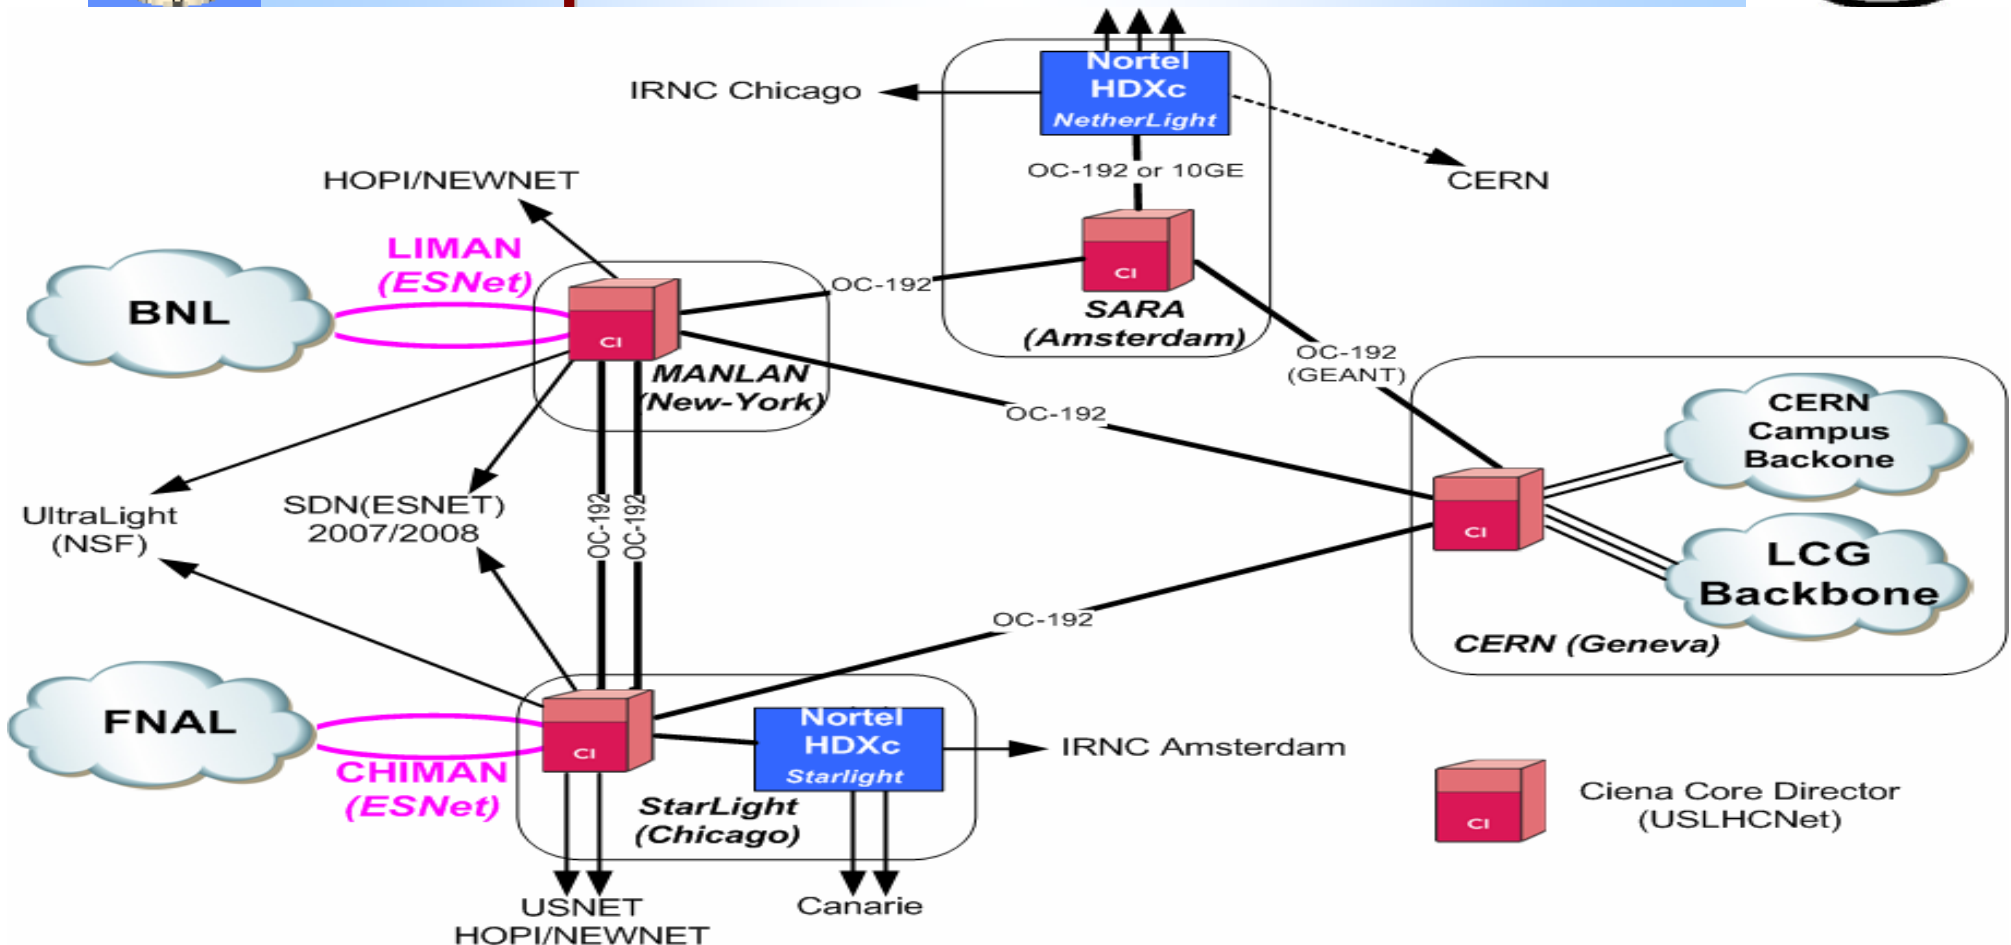 Nortel
HDXc
NetherLight
IRNC Chicago
OC-192 or 10GE
CERN
HOPI/NEWNET
LIMAN
(ESNet)
BNL
CI
MANLAN
(New-York)
OC-192
CI
SARA
(Amsterdam)
OC-192
(GEANT)
OC-192
CERN
Campus
Backone
LCG
Backbone
CI
CERN (Geneva)
UltraLight
(NSF)
SDN(ESNET)
2007/2008
OC-192
OC-192
OC-192
FNAL
CHIMAN
(ESNet)
CI
Nortel
HDXc
Starlight
IRNC Amsterdam
StarLight
(Chicago)
USNET
HOPI/NEWNET
Canarie
CI
Ciena Core Director
(USLHCNet)